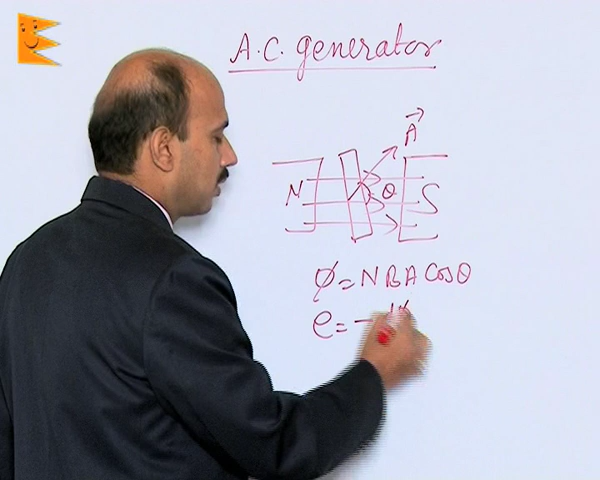 A.C. generator
A
N θ S
φ = NBA Cosθ
e = -